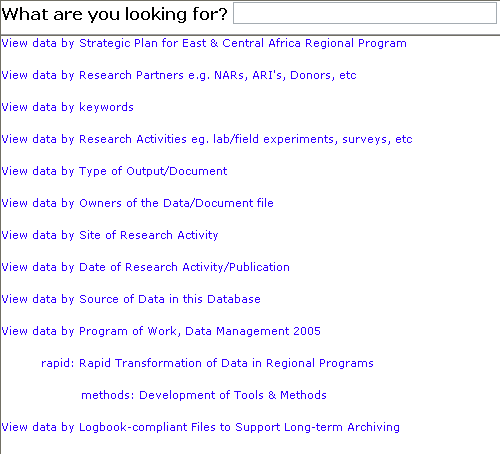 What are you looking for?
View data by Strategic Plan for East & Central Africa Regional Program
View data by Research Partners e.g. NARs, ARI's, Donors, etc
View data by keywords
View data by Research Activities eg. lab/field experiments, surveys, etc
View data by Type of Output/Document
View data by Owners of the Data/Document file
View data by Site of Research Activity
View data by Date of Research Activity/Publication
View data by Source of Data in this Database
View data by Program of Work, Data Management 2005
rapid: Rapid Transformation of Data in Regional Programs
methods: Development of Tools & Methods
View data by Logbook-compliant Files to Support Long-term Archiving